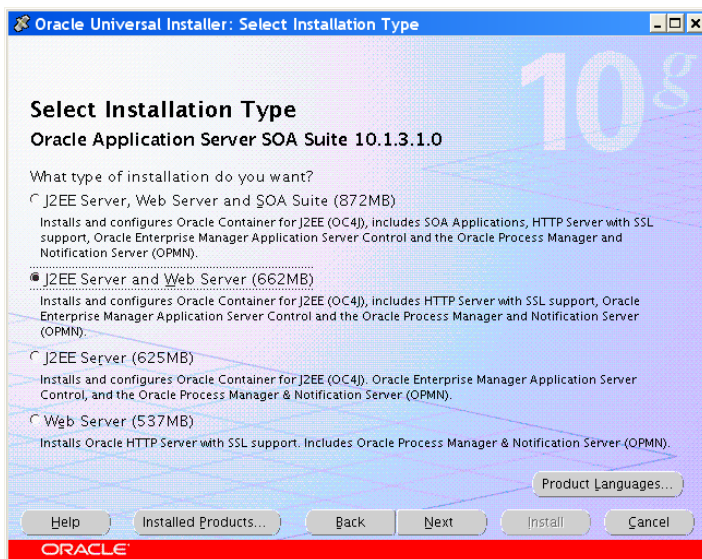 Oracle Universal Installer: Select Installation Type
10g
Select Installation Type
Oracle Application Server SOA Suite 10.1.3.1.0
What type of installation do you want?
J2EE Server, Web Server and SOA Suite (872MB)
Installs and configures Oracle Container for J2EE (OC4J), includes SOA Applications, HTTP Server with SSL
support, Oracle Enterprise Manager Application Server Control and the Oracle Process Manager and
Notification Server (OPMN).
J2EE Server and Web Server (662MB)
Installs and configures Oracle Container for J2EE (OC4J), includes HTTP Server with SSL support, Oracle
Enterprise Manager Application Server Control and the Oracle Process Manager and Notification Server
(OPMN).
J2EE Server (625MB)
Installs and configures Oracle Container for J2EE (OC4J). Oracle Enterprise Manager Application Server
Control, and the Oracle Process Manager & Notification Server (OPMN).
Web Server (537MB)
Installs Oracle HTTP Server with SSL support. Includes Oracle Process Manager & Notification Server (OPMN).
Product Languages...
Help Installed Products... Back Next Install Cancel
ORACLE